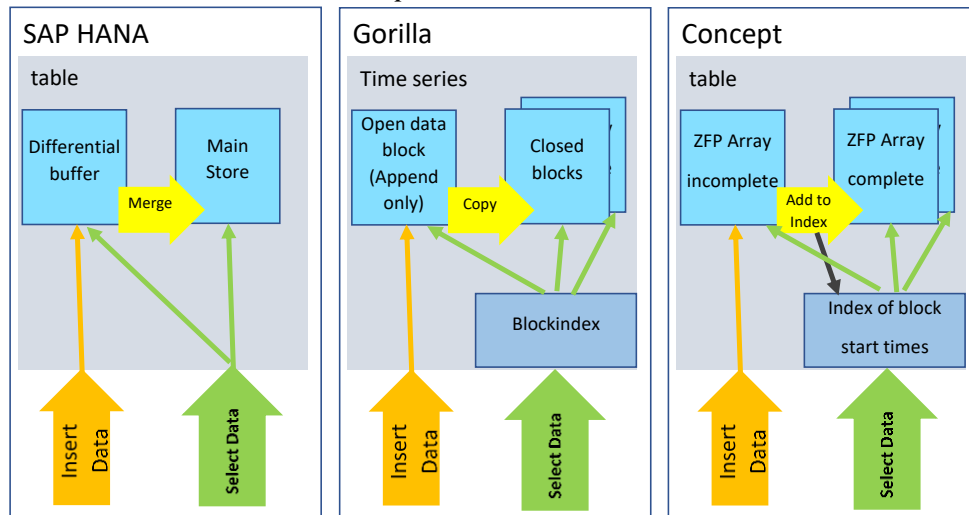 SAP HANA
table
Differential
buffer
Main
Store
Merge
Insert
Data
Select Data
Gorilla
Time series
Open data
block
(Append
only)
Closed
blocks
Copy
Blockindex
Insert
Data
Select Data
Concept
table
ZFP Array
incomplete
ZFP Array
complete
Add to
Index
Index of block
start times
Insert
Data
Select Data